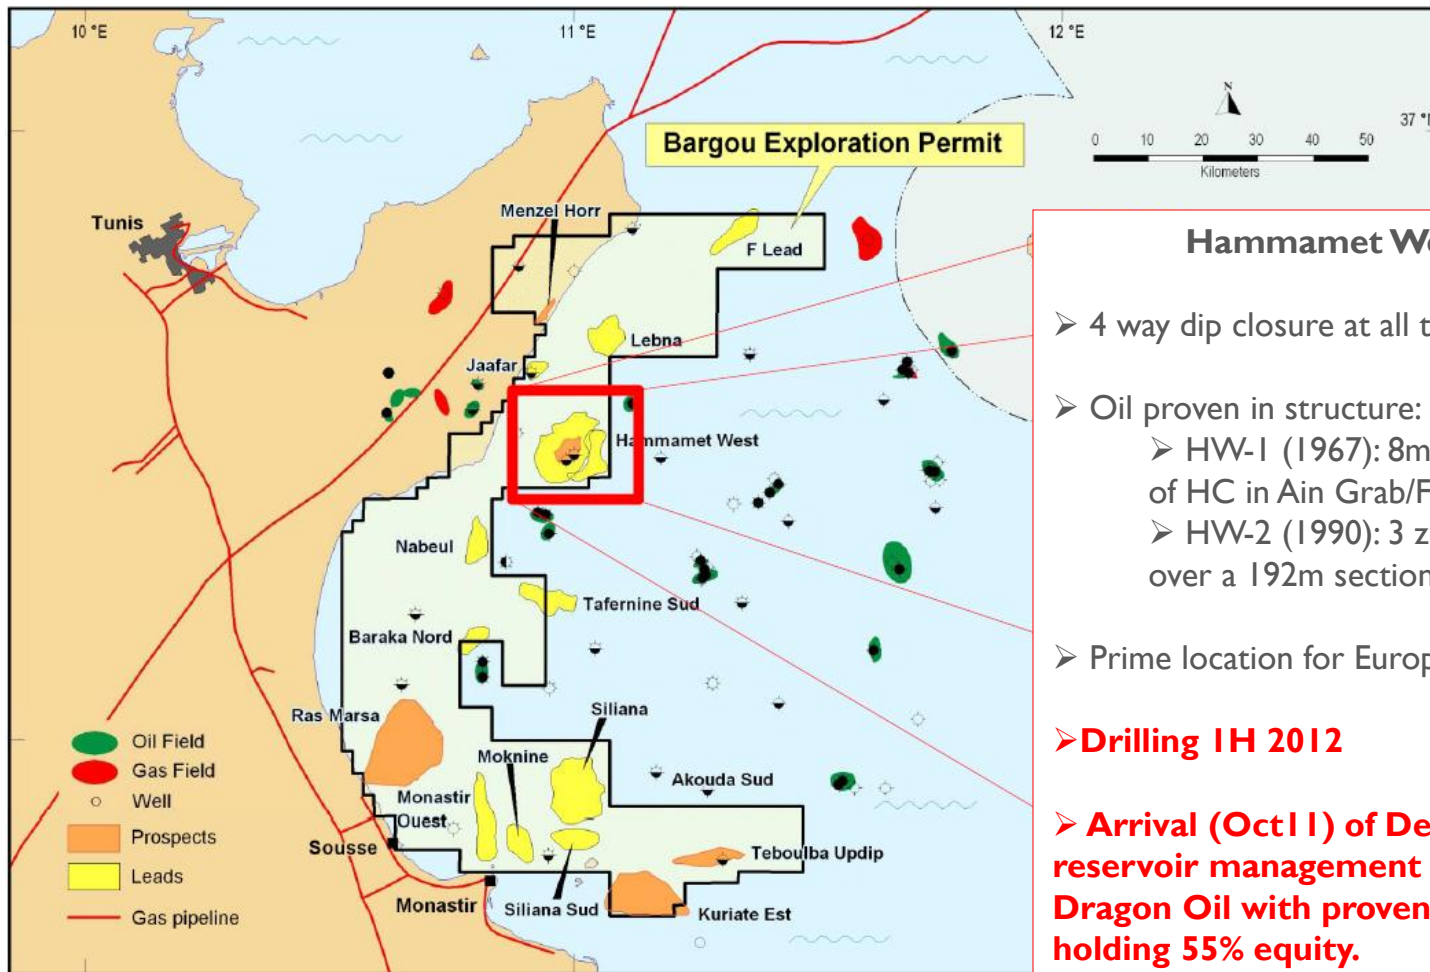 10 °E
11 °E
12 °E
N
37 °N
0 10 20 30 40 50
Kilometers
Bargou Exploration Permit
Tunis
Menzel Horr
F Lead
Lebna
Jaafar
Hammamet West
Nabeul
Tafernine Sud
Baraka Nord
Ras Marsa
Siliana
Moknine
Akouda Sud
Monastir
Ouest
Sousse
Teboulba Updip
Monastir
Siliana Sud
Kuriate Est
Oil Field
Gas Field
Well
Prospects
Leads
Gas pipeline
Hammamet We
➢ 4 way dip closure at all t
➢ Oil proven in structure:
➢ HW-1 (1967): 8m
of HC in Ain Grab/F
➢ HW-2 (1990): 3 z
over a 192m section
➢ Prime location for Europ
➢Drilling 1H 2012
➢ Arrival (Oct11) of De
reservoir management
Dragon Oil with proven
holding 55% equity.